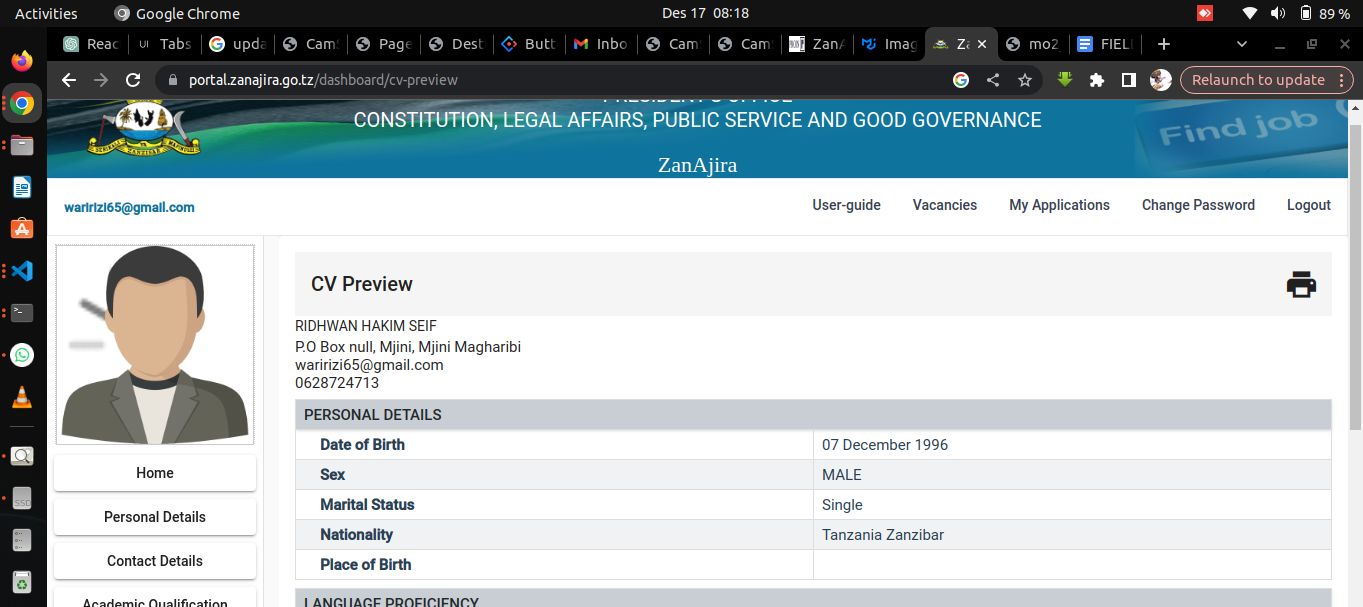 Activities
Google Chrome
Des 17 08:18
89 %
Reac
Tabs
upda
Cam
Page
Dest
Butt
Inbo
Cam
Cam
ZanA
Imag
Za
mo2
FIELI
portal.zanajira.go.tz/dashboard/cv-preview
Relaunch to update
PRESIDENT'S OFFICE
CONSTITUTION, LEGAL AFFAIRS, PUBLIC SERVICE AND GOOD GOVERNANCE
ZanAjira
Find job
waririzi65@gmail.com
User-guide
Vacancies
My Applications
Change Password
Logout
CV Preview
RIDHWAN HAKIM SEIF
P.O Box null, Mjini, Mjini Magharibi
waririzi65@gmail.com
0628724713
PERSONAL DETAILS
Date of Birth 07 December 1996
Sex MALE
Marital Status Single
Nationality Tanzania Zanzibar
Place of Birth
LANGUAGE PROFICIENCY
Home
Personal Details
Contact Details
Academic Qualification
SSD